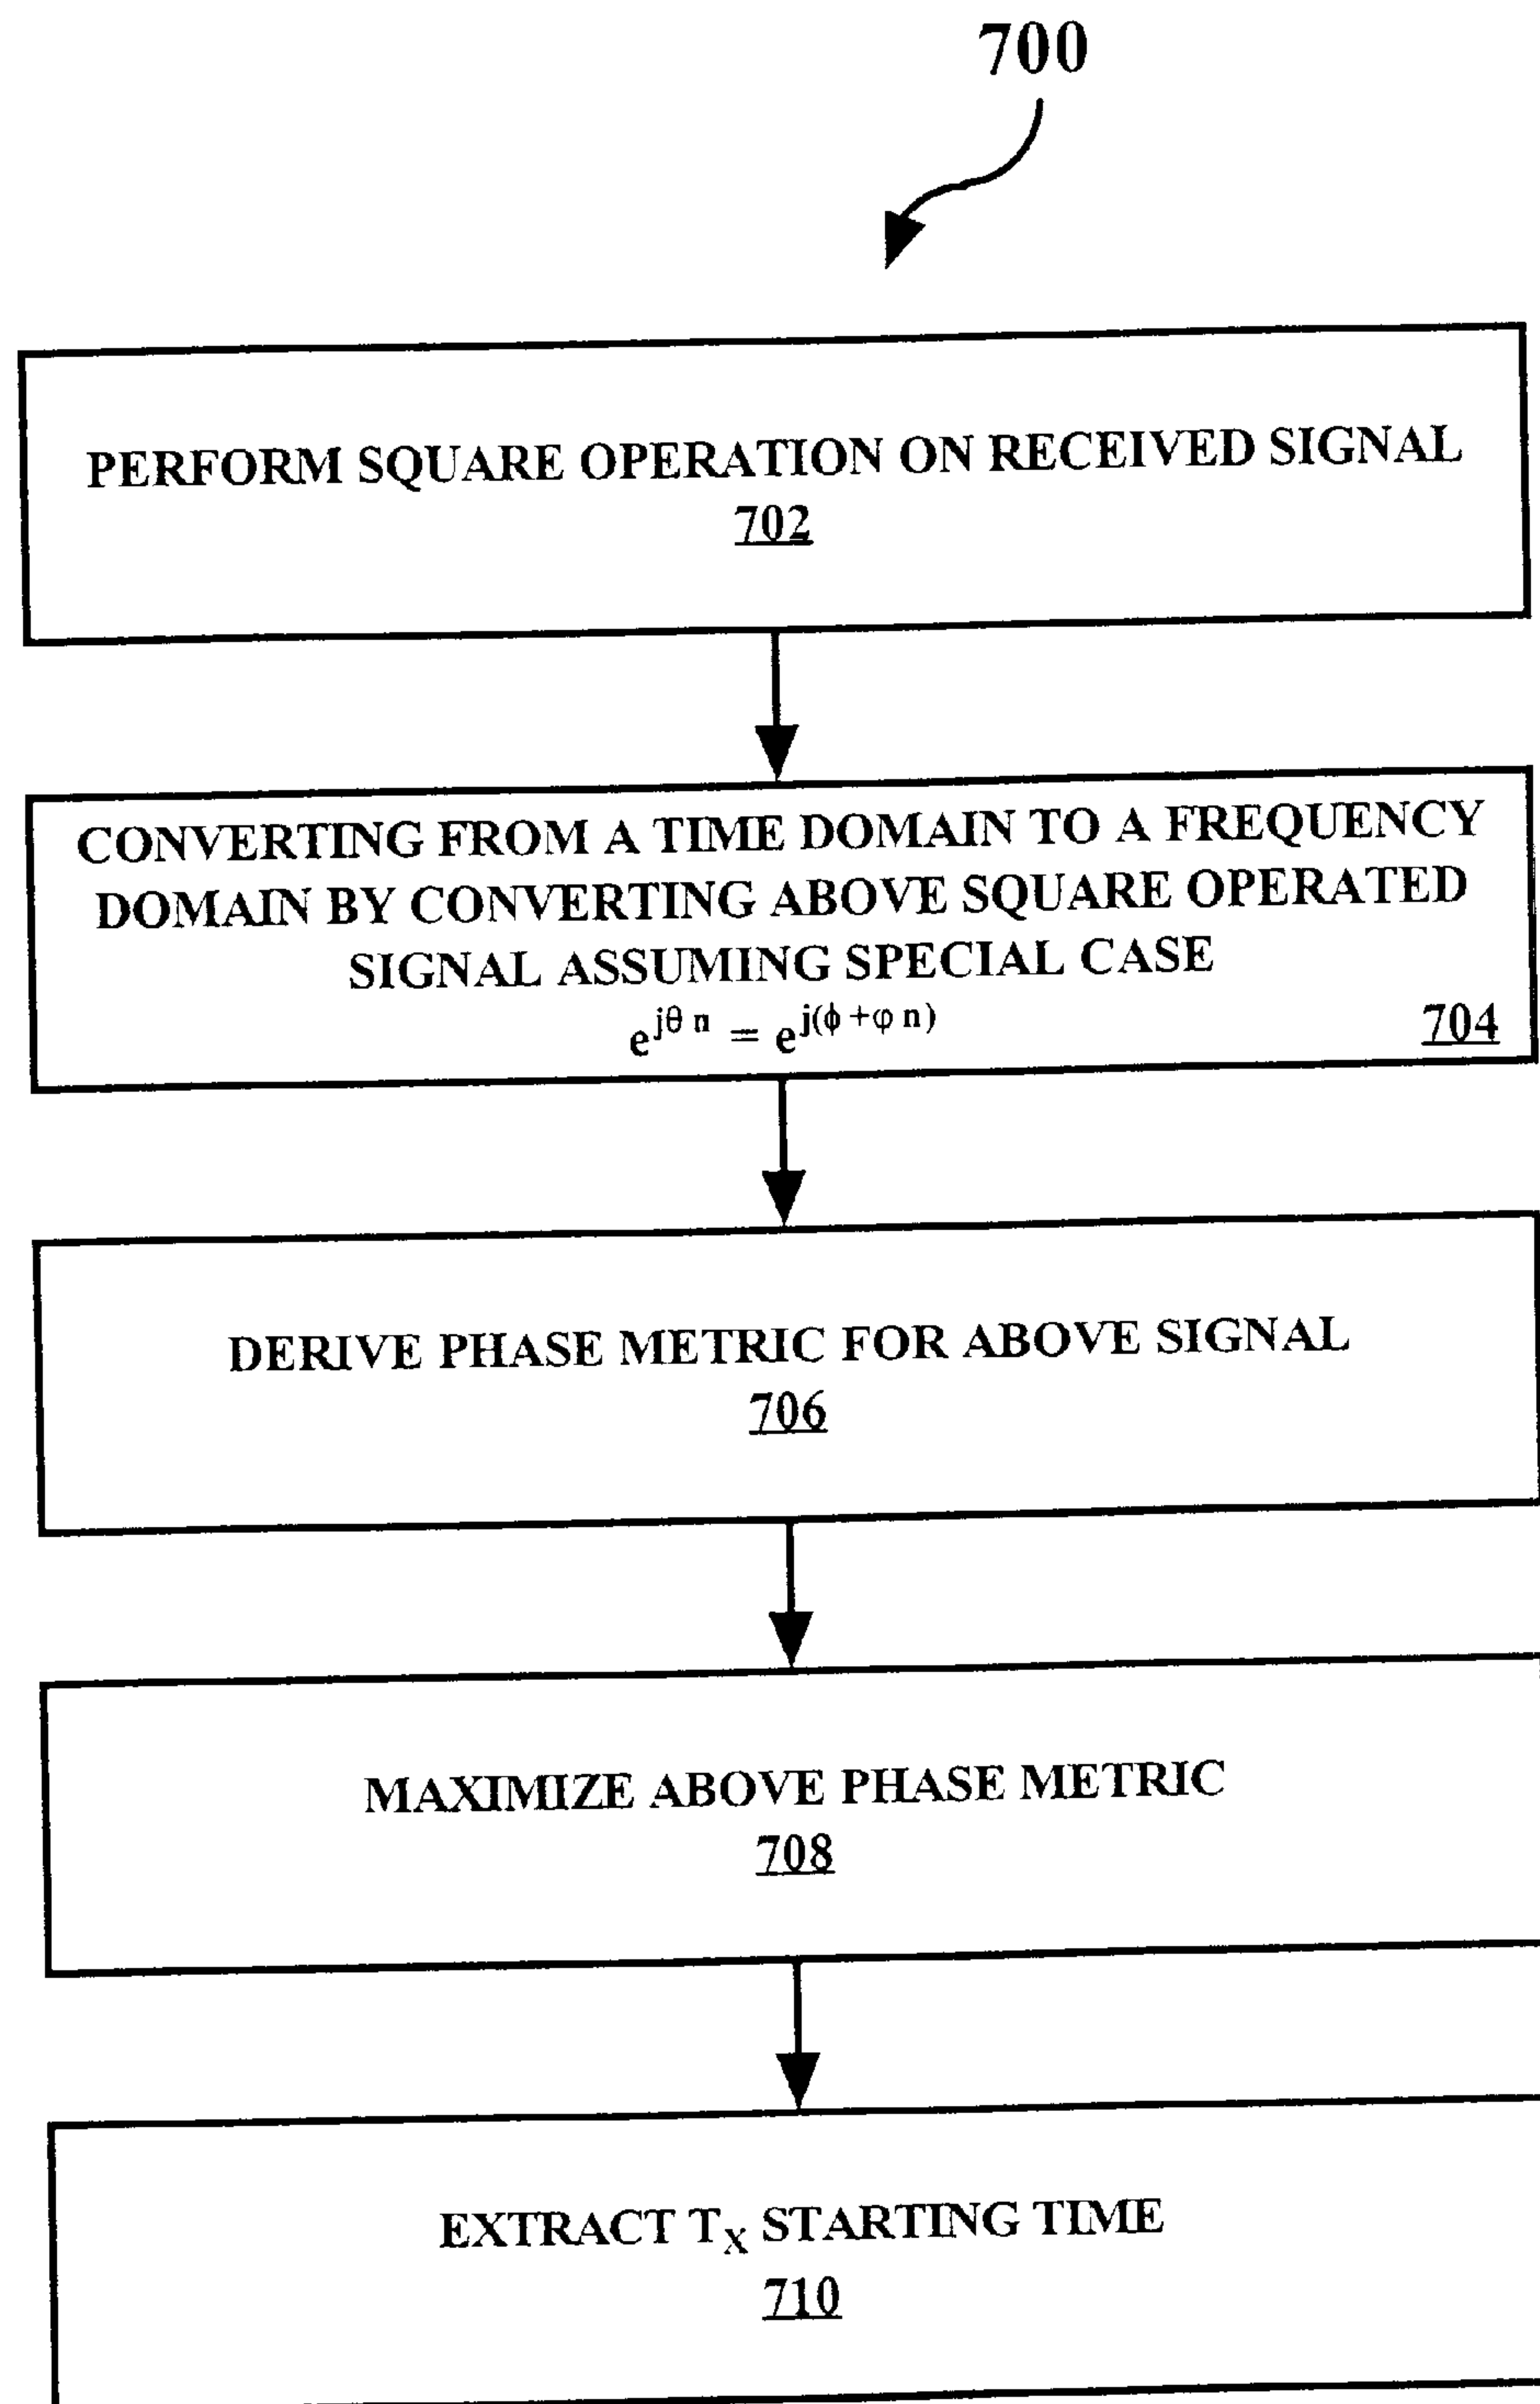 700
PERFORM SQUARE OPERATION ON RECEIVED SIGNAL
702
CONVERTING FROM A TIME DOMAIN TO A FREQUENCY
DOMAIN BY CONVERTING ABOVE SQUARE OPERATED
SIGNAL ASSUMING SPECIAL CASE
e^{jθ n} = e^{j(ϕ +φ n)}
704
DERIVE PHASE METRIC FOR ABOVE SIGNAL
706
MAXIMIZE ABOVE PHASE METRIC
708
EXTRACT T_X STARTING TIME
710